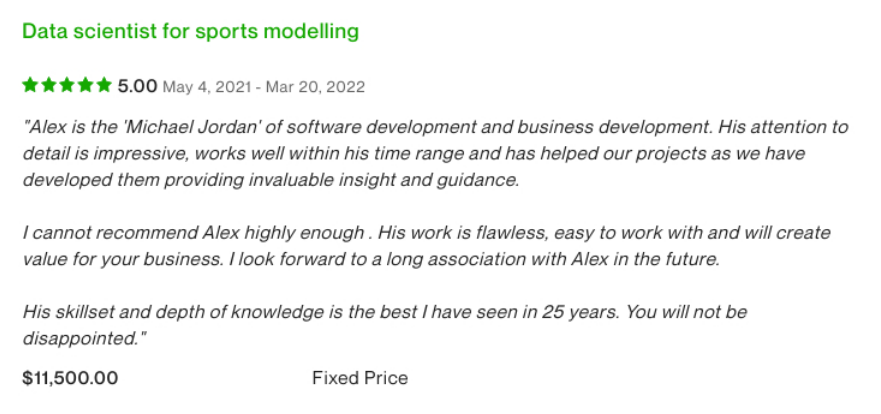 Data scientist for sports modelling
5.00 May 4, 2021 - Mar 20, 2022
"Alex is the 'Michael Jordan' of software development and business development. His attention to
detail is impressive, works well within his time range and has helped our projects as we have
developed them providing invaluable insight and guidance.
I cannot recommend Alex highly enough . His work is flawless, easy to work with and will create
value for your business. I look forward to a long association with Alex in the future.
His skillset and depth of knowledge is the best I have seen in 25 years. You will not be
disappointed."
$11,500.00 Fixed Price